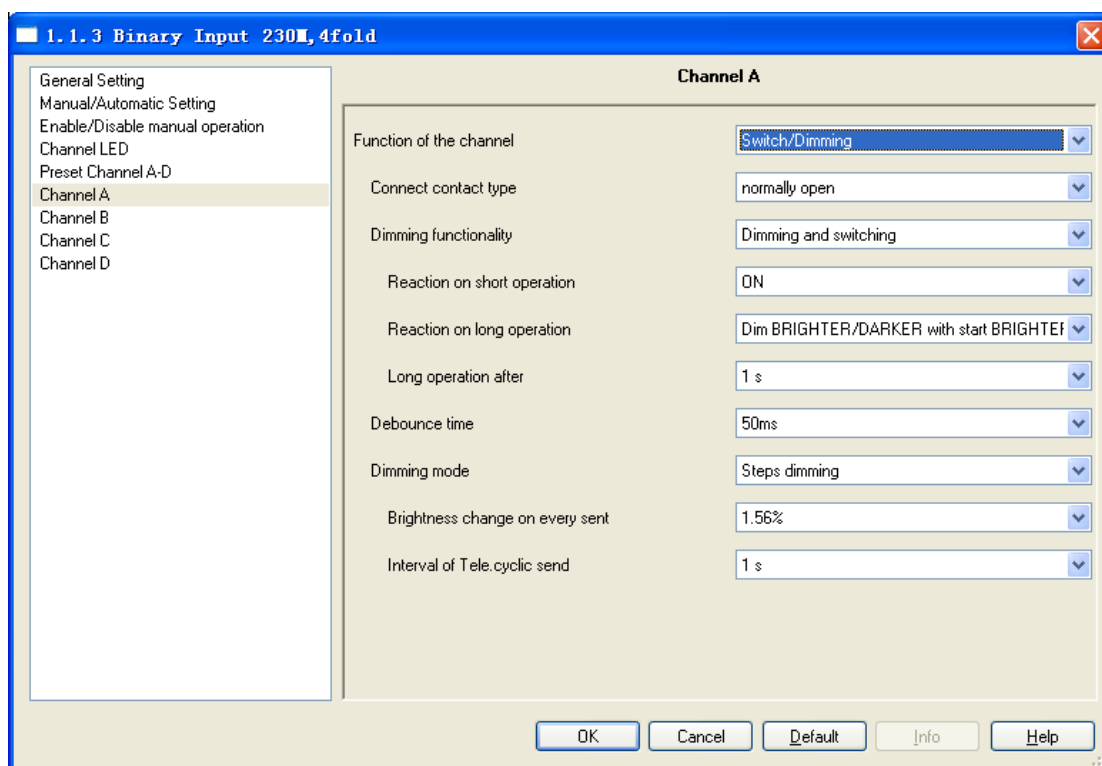 1.1.3 Binary Input 230M,4fold
General Setting
Manual/Automatic Setting
Enable/Disable manual operation
Channel LED
Preset Channel A-D
Channel A
Channel B
Channel C
Channel D
Channel A
Function of the channel Switch/Dimming
Connect contact type normally open
Dimming functionality Dimming and switching
Reaction on short operation ON
Reaction on long operation Dim BRIGHTER/DARKER with start BRIGHTER
Long operation after 1 s
Debounce time 50ms
Dimming mode Steps dimming
Brightness change on every sent 1.56%
Interval of Tele.cyclic send 1 s
OK Cancel Default Info Help